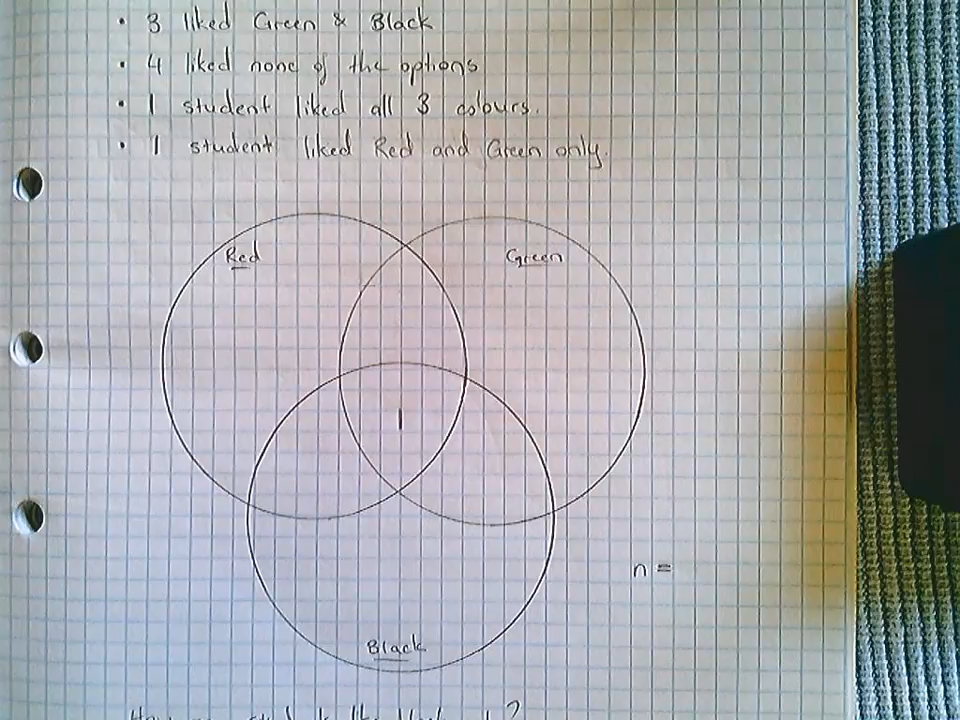 • 3 liked Green & Black
• 4 liked none of the options
• 1 student liked all 3 colours.
• 1 student liked Red and Green only.
Red
Green
1
n =
Black
?